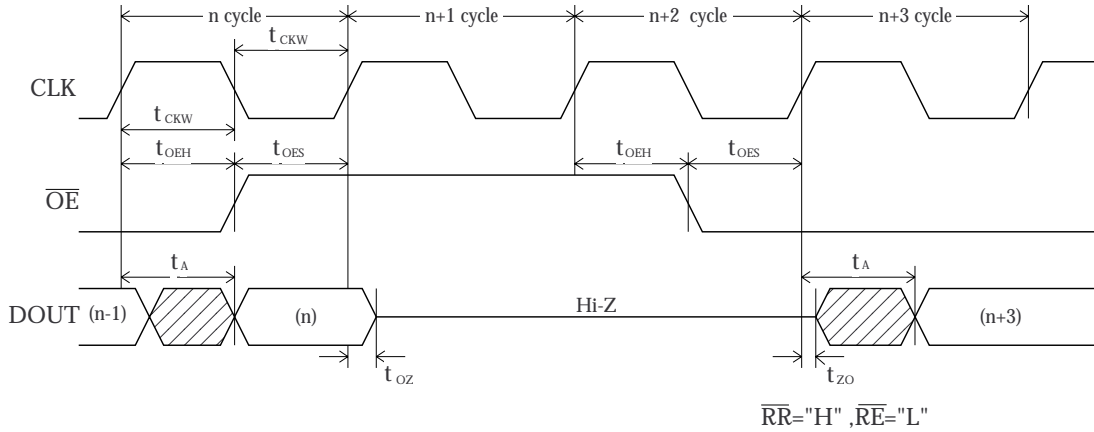 n cycle n+1 cycle n+2 cycle n+3 cycle
tCKW
CLK
tCKW
tOEH tOES tOEH tOES
OE
tA tA
DOUT (n-1) (n) Hi-Z (n+3)
tOZ tZO
RR="H" ,RE="L"